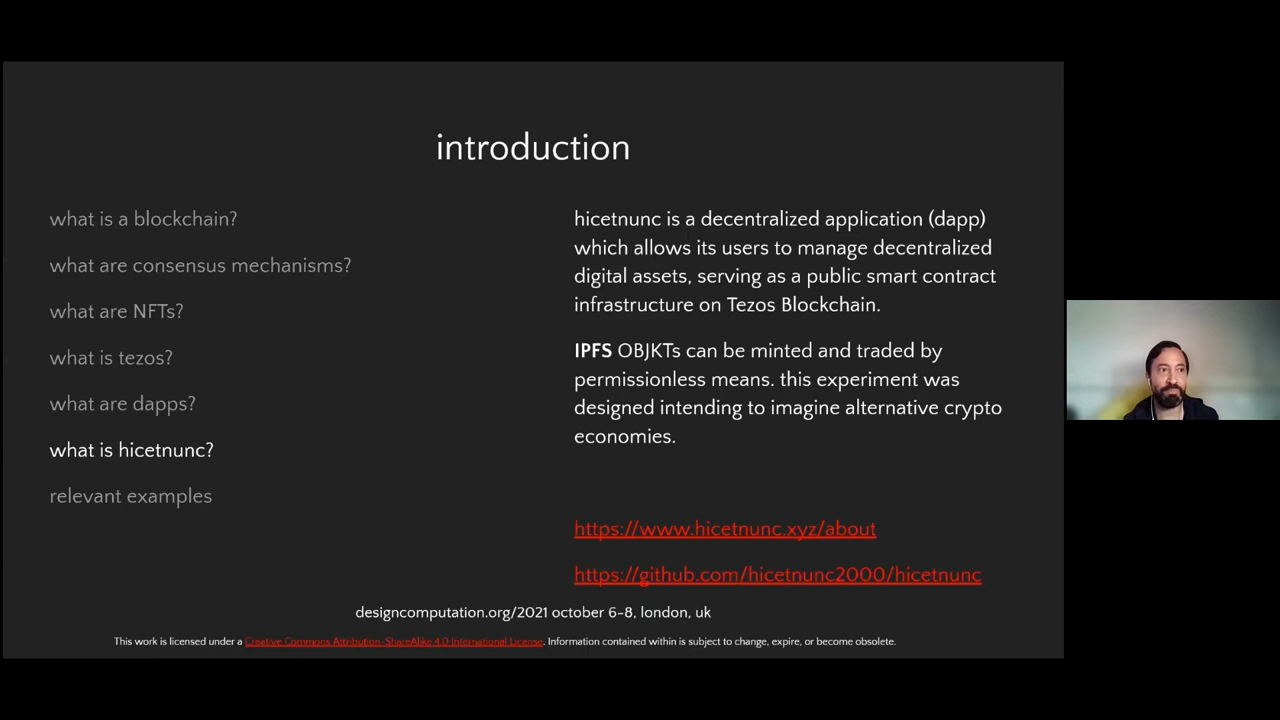 introduction
what is a blockchain?
what are consensus mechanisms?
what are NFTs?
what is tezos?
what are dapps?
what is hicetnunc?
relevant examples
hicetnunc is a decentralized application (dapp)
which allows its users to manage decentralized
digital assets, serving as a public smart contract
infrastructure on Tezos Blockchain.
IPFS OBJKTs can be minted and traded by
permissionless means. this experiment was
designed intending to imagine alternative crypto
economies.
https://www.hicetnunc.xyz/about
https://github.com/hicetnunc2000/hicetnunc
designcomputation.org/2021 october 6-8, london, uk
This work is licensed under a Creative Commons Attribution-ShareAlike 4.0 International License. Information contained within is subject to change, expire, or become obsolete.